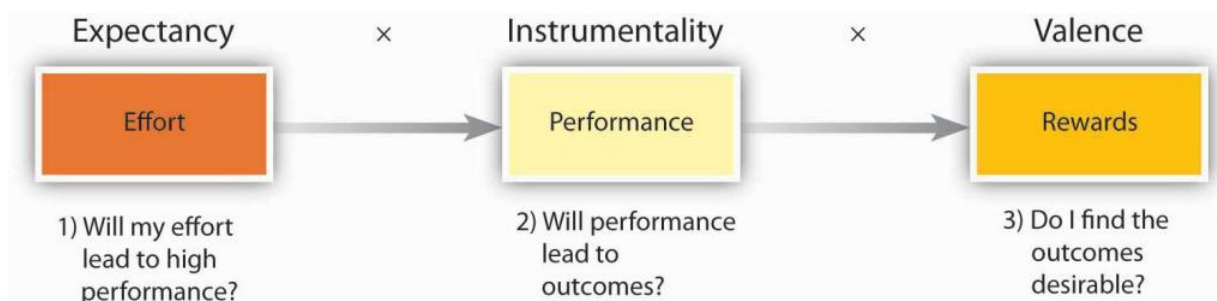 Expectancy × Instrumentality × Valence
Effort
Performance
Rewards
1) Will my effort
lead to high
performance?
2) Will performance
lead to
outcomes?
3) Do I find the
outcomes
desirable?